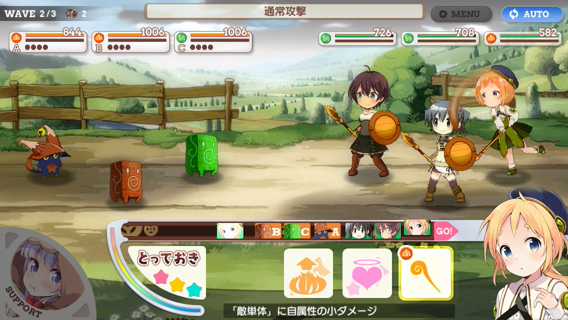 WAVE 2/3 2
通常攻撃
MENU
AUTO
844
1006
1006
726
708
582
A
B
C
B C A GO!
とっておき
SUPPORT
「敵単体」に自属性の小ダメージ